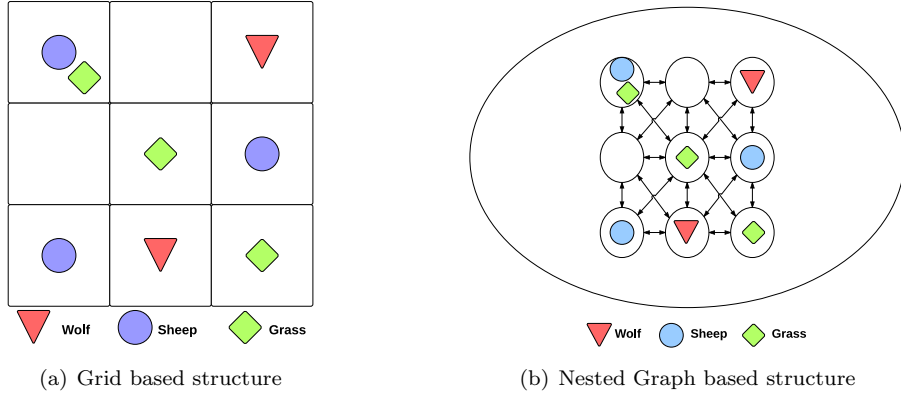 Wolf Sheep Grass
Wolf Sheep Grass
(a) Grid based structure
(b) Nested Graph based structure